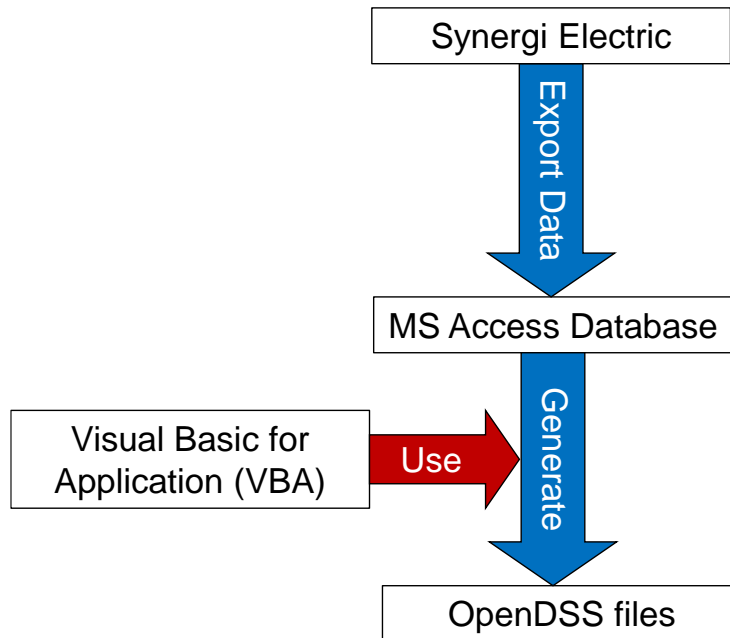 Synergi Electric
Export Data
MS Access Database
Visual Basic for
Application (VBA)
Use
Generate
OpenDSS files